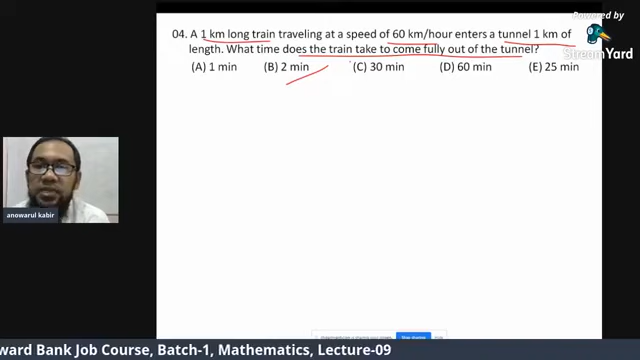 Powered by
StreamYard
04. A 1 km long train traveling at a speed of 60 km/hour enters a tunnel 1 km of
length. What time does the train take to come fully out of the tunnel?
(A) 1 min (B) 2 min (C) 30 min (D) 60 min (E) 25 min
anowarul kabir
ward Bank Job Course, Batch-1, Mathematics, Lecture-09